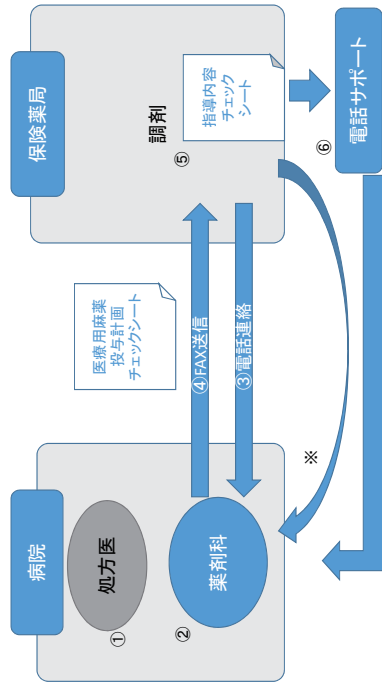 病院
処方医
①
②
薬剤科
医療用麻薬
投与計画
チェックシート
④FAX送信
③電話連絡
※
保険薬局
調剤
⑤
指導内容
チェック
シート
⑥
電話サポート